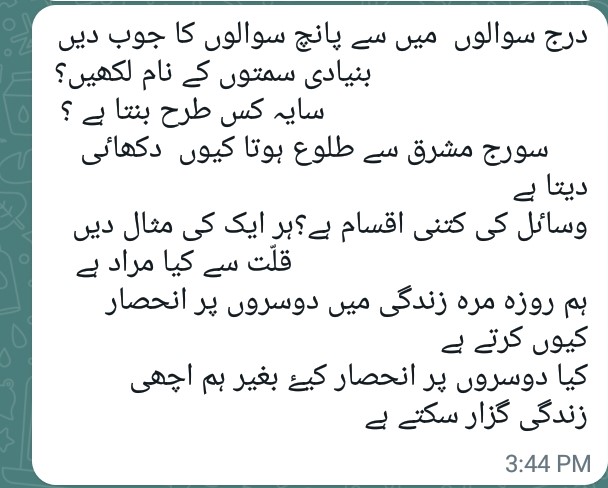 درج سوالوں میں سے پانچ سوالوں کا جوب دیں
بنیادی سمتوں کے نام لکھیں؟
سایہ کس طرح بنتا ہے ؟
سورج مشرق سے طلوع ہوتا کیوں دکھائی
دیتا ہے
وسائل کی کتنی اقسام ہے؟ہر ایک کی مثال دیں
قلّت سے کیا مراد ہے
ہم روزہ مرہ زندگی میں دوسروں پر انحصار
کیوں کرتے ہے
کیا دوسروں پر انحصار کیۓ بغیر ہم اچھی
زندگی گزار سکتے ہے
3:44 PM